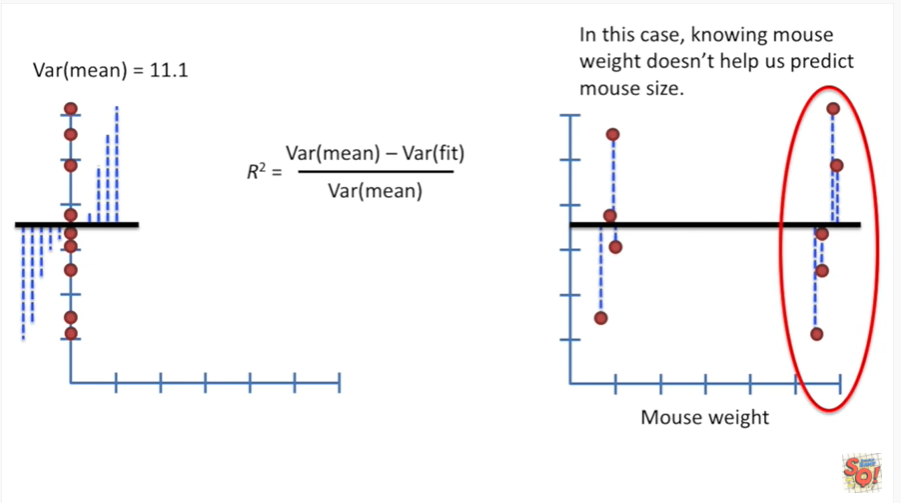 Var(mean) = 11.1
R² =
Var(mean) – Var(fit)
Var(mean)
In this case, knowing mouse
weight doesn’t help us predict
mouse size.
Mouse weight
SQ!